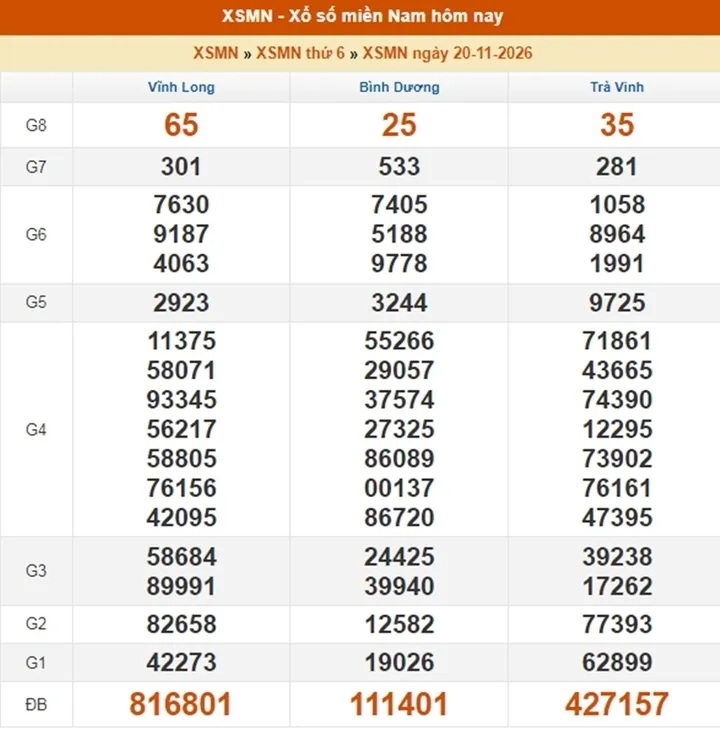 XSMN - Xổ số miền Nam hôm nay
XSMN » XSMN thứ 6 » XSMN ngày 20-11-2026
Vĩnh Long Bình Dương Trà Vinh
G8 65 25 35
G7 301 533 281
7630 7405 1058
G6 9187 5188 8964
4063 9778 1991
G5 2923 3244 9725
11375 55266 71861
58071 29057 43665
93345 37574 74390
G4 56217 27325 12295
58805 86089 73902
76156 00137 76161
42095 86720 47395
G3 58684 24425 39238
89991 39940 17262
G2 82658 12582 77393
G1 42273 19026 62899
ĐB 816801 111401 427157